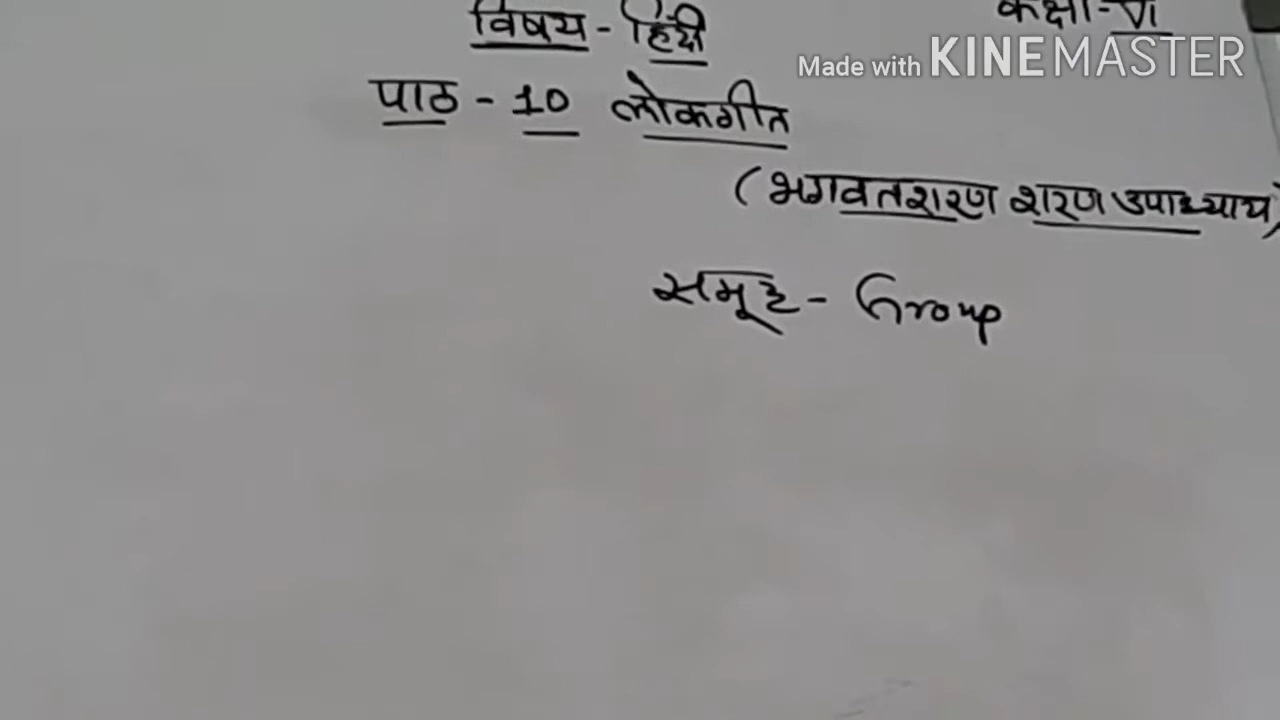 विषय - हिंदी
कक्षा - VI
Made with KINEMASTER
पाठ - 10 लोकगीत
(भगवतशरण शरण उपाध्याय)
समूह - Group